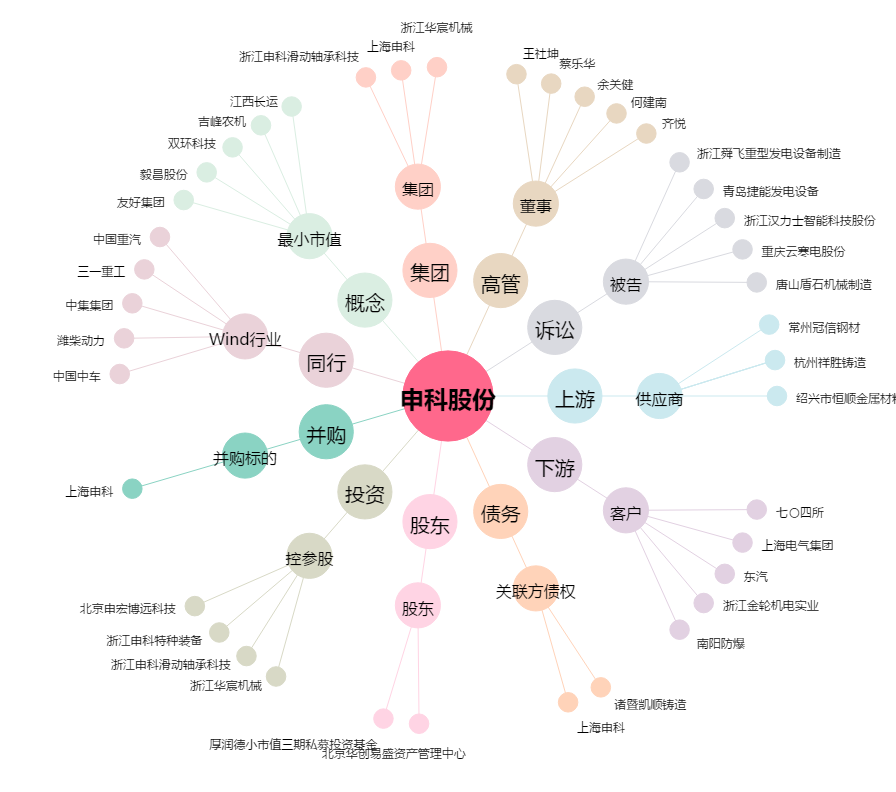 浙江华宸机械
上海申科
浙江申科滑动轴承科技
王社坤
蔡乐华
余关健
何建南
齐悦
江西长运
吉峰农机
双环科技
毅昌股份
友好集团
最小市值
概念
集团
集团
董事
高管
浙江舜飞重型发电设备制造
青岛捷能发电设备
浙江汉力士智能科技股份
重庆云寒电股份
唐山盾石机械制造
被告
诉讼
中国重汽
三一重工
中集集团
潍柴动力
中国中车
Wind行业
同行
申科股份
上游
供应商
常州冠信钢材
杭州祥胜铸造
绍兴市恒顺金属材料
并购
并购标的
上海申科
下游
客户
七〇四所
上海电气集团
东汽
浙江金轮机电实业
南阳防爆
投资
控参股
北京申宏博远科技
浙江申科特种装备
浙江申科滑动轴承科技
浙江华宸机械
股东
股东
厚润德小市值三期私募投资基金
北京华创易盛资产管理中心
债务
关联方债权
诸暨凯顺铸造
上海申科